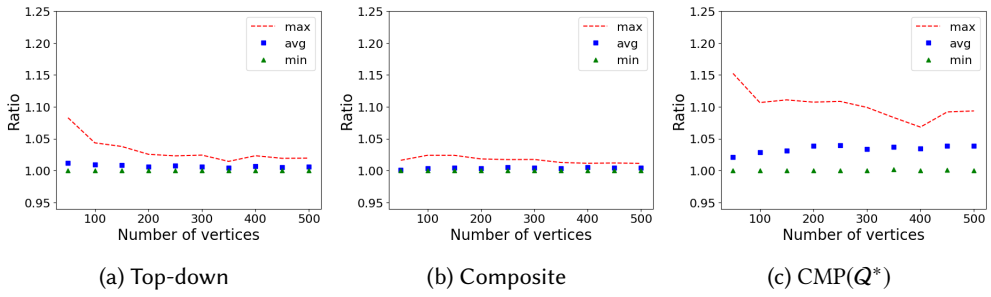 1.25
1.20
1.15
1.10
1.05
1.00
0.95
Ratio
max
avg
min
100 200 300 400 500
Number of vertices
(a) Top-down
1.25
1.20
1.15
1.10
1.05
1.00
0.95
Ratio
max
avg
min
100 200 300 400 500
Number of vertices
(b) Composite
1.25
1.20
1.15
1.10
1.05
1.00
0.95
Ratio
max
avg
min
100 200 300 400 500
Number of vertices
(c) CMP(𝑸*)